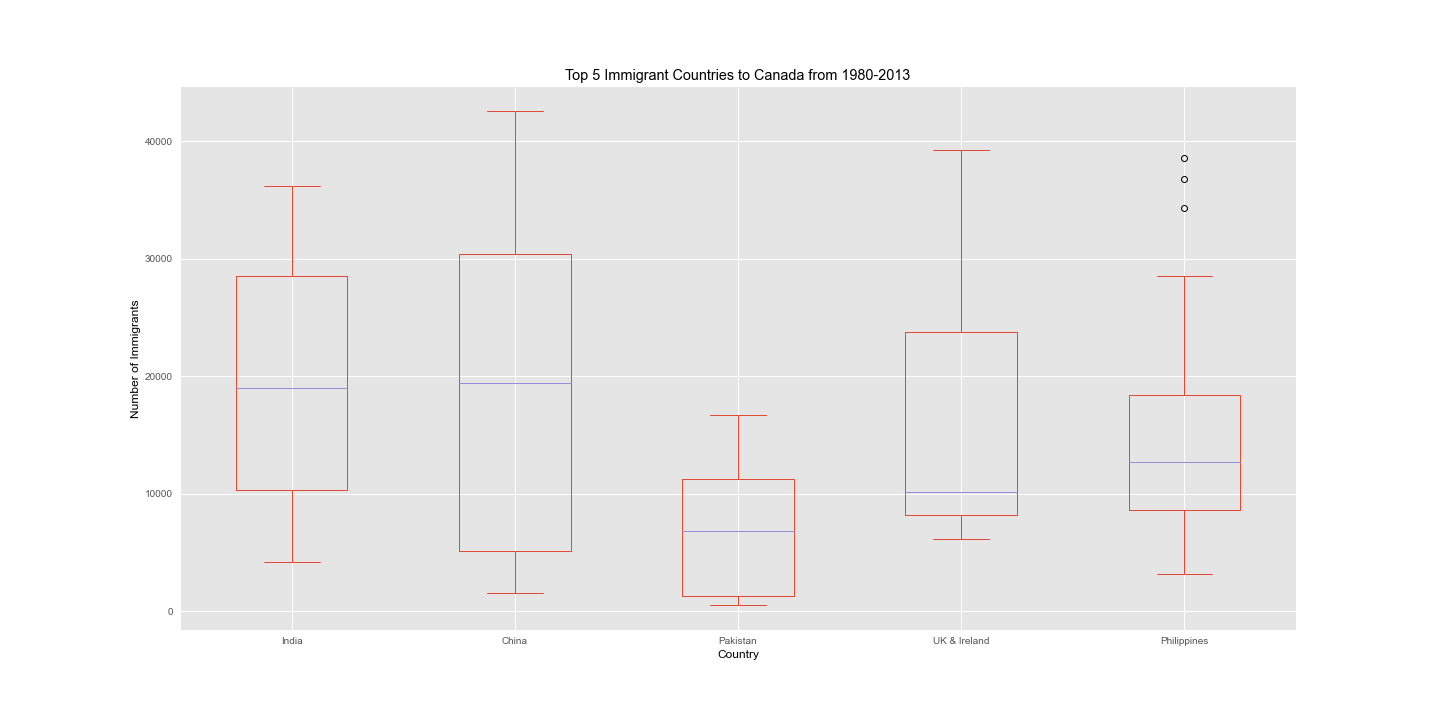 Top 5 Immigrant Countries to Canada from 1980-2013
Number of Immigrants
40000
30000
20000
10000
0
India China Pakistan UK & Ireland Philippines
Country